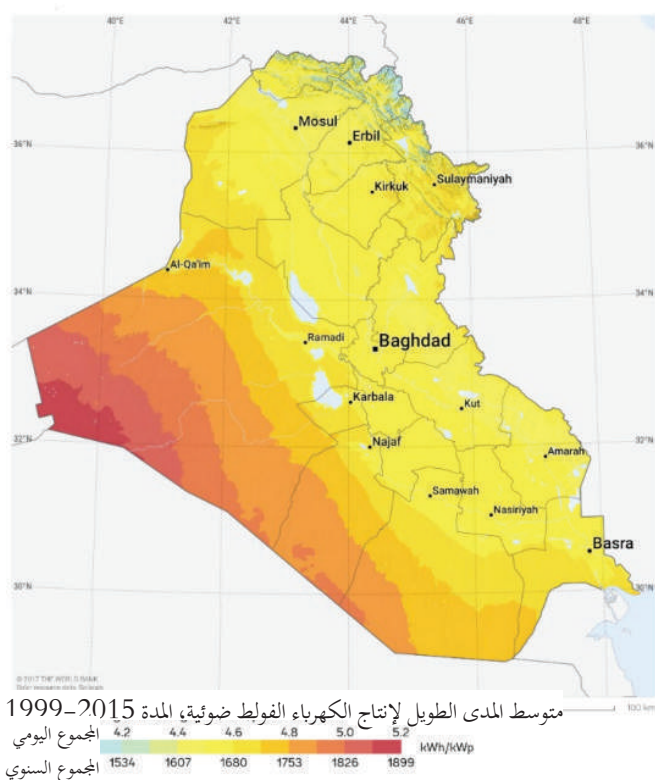 40°E 42°E 44°E 46°E 48°E
Mosul
Erbil
36°N 36°N
Kirkuk
Sulaymaniyah
Al-Qa'im
34°N 34°N
Ramadi
Baghdad
Karbala
Kut
32°N 32°N
Najaf
Amarah
Samawah
Nasiriyah
Basra
30°N 30°N
© 2017 THE WORLD BANK
متوسط المدى الطويل لإنتاج الكهرباء الفولط ضوئية، المدة 2015-1999
100 km
المجموع اليومي 4.2 4.4 4.6 4.8 5.0 5.2
kWh/kWp
المجموع السنوي 1534 1607 1680 1753 1826 1899